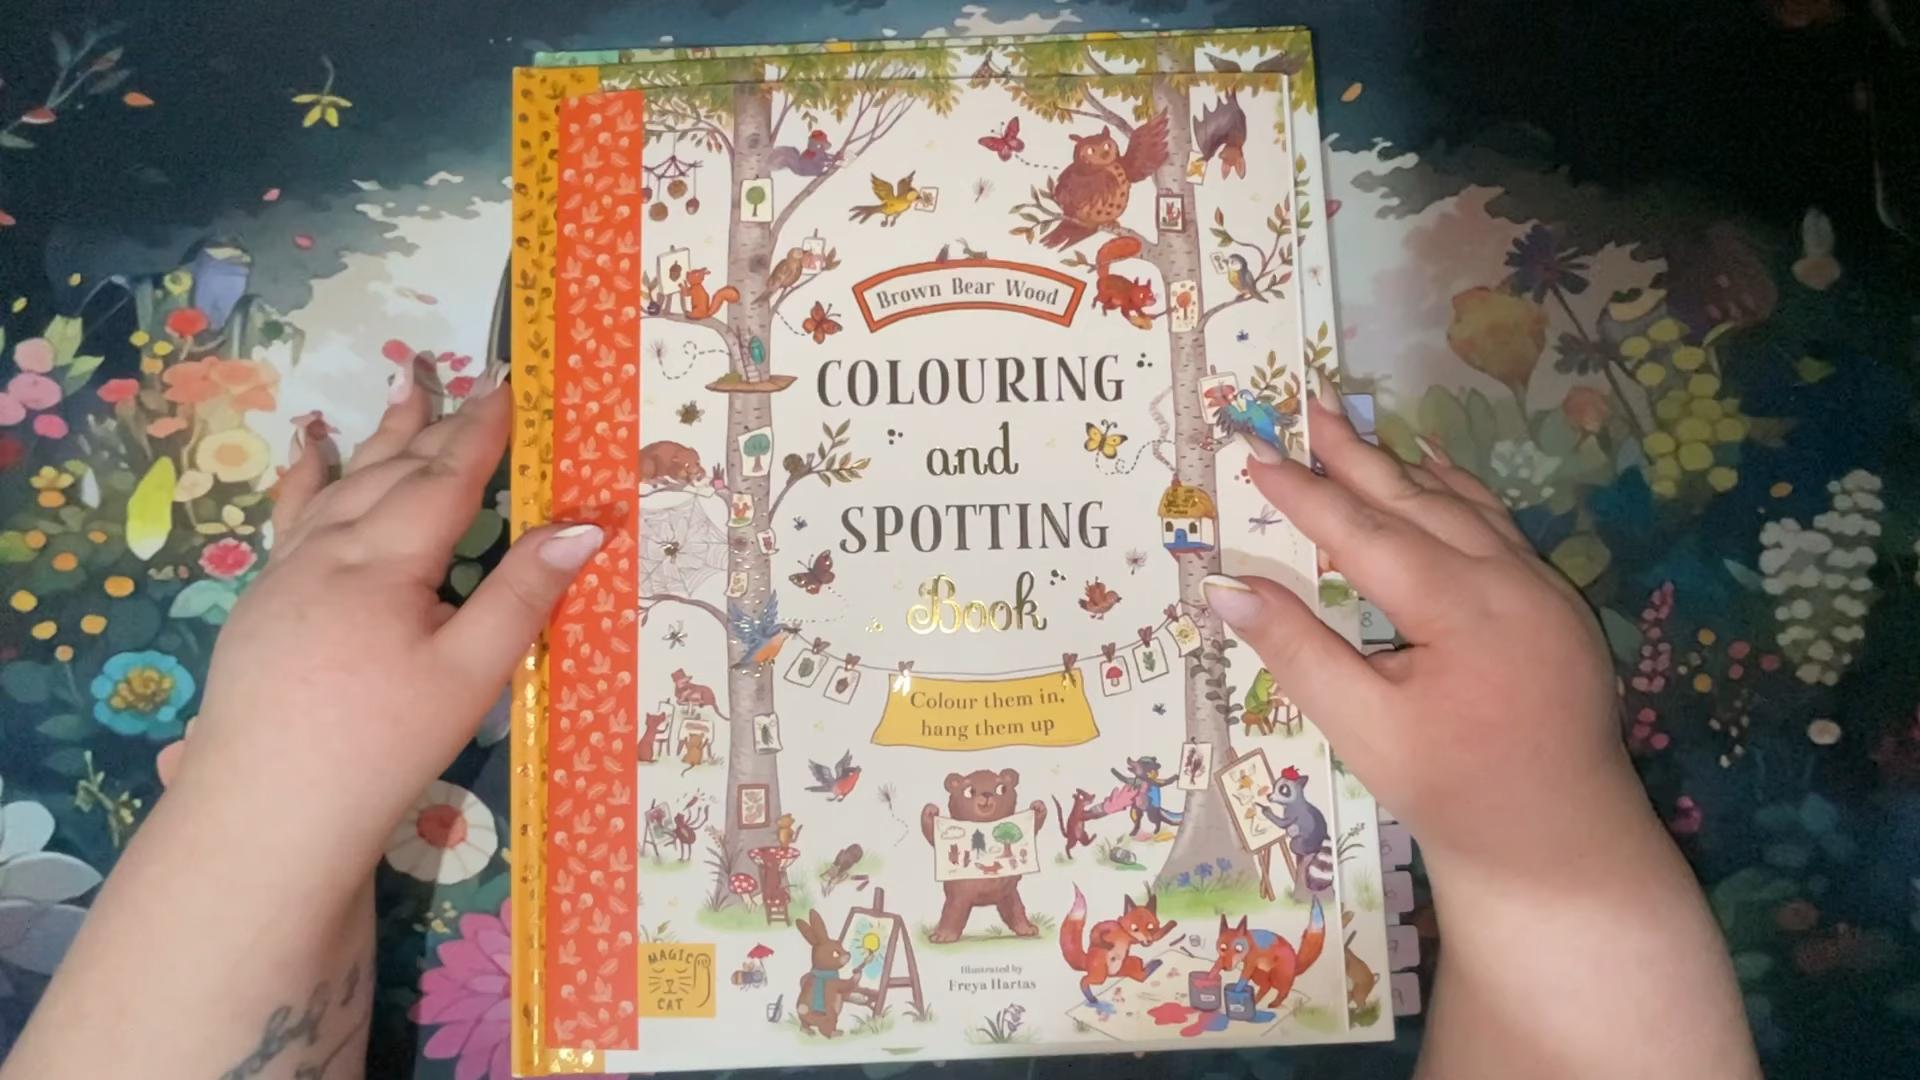 Brown Bear Wood
COLOURING
and
SPOTTING
Book
Colour them in,
hang them up
Illustrated by
Freya Hartas
MAGIC
CAT
8